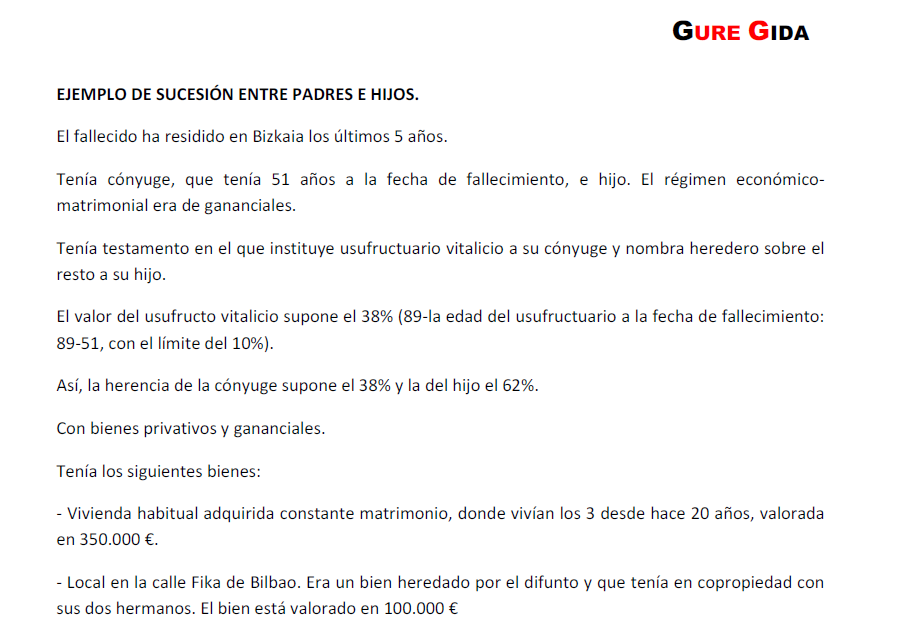 GURE GIDA
EJEMPLO DE SUCESIÓN ENTRE PADRES E HIJOS.
El fallecido ha residido en Bizkaia los últimos 5 años.
Tenía cónyuge, que tenía 51 años a la fecha de fallecimiento, e hijo. El régimen económico-
matrimonial era de gananciales.
Tenía testamento en el que instituye usufructuario vitalicio a su cónyuge y nombra heredero sobre el
resto a su hijo.
El valor del usufructo vitalicio supone el 38% (89-la edad del usufructuario a la fecha de fallecimiento:
89-51, con el límite del 10%).
Así, la herencia de la cónyuge supone el 38% y la del hijo el 62%.
Con bienes privativos y gananciales.
Tenía los siguientes bienes:
- Vivienda habitual adquirida constante matrimonio, donde vivían los 3 desde hace 20 años, valorada
en 350.000 €.
- Local en la calle Fika de Bilbao. Era un bien heredado por el difunto y que tenía en copropiedad con
sus dos hermanos. El bien está valorado en 100.000 €